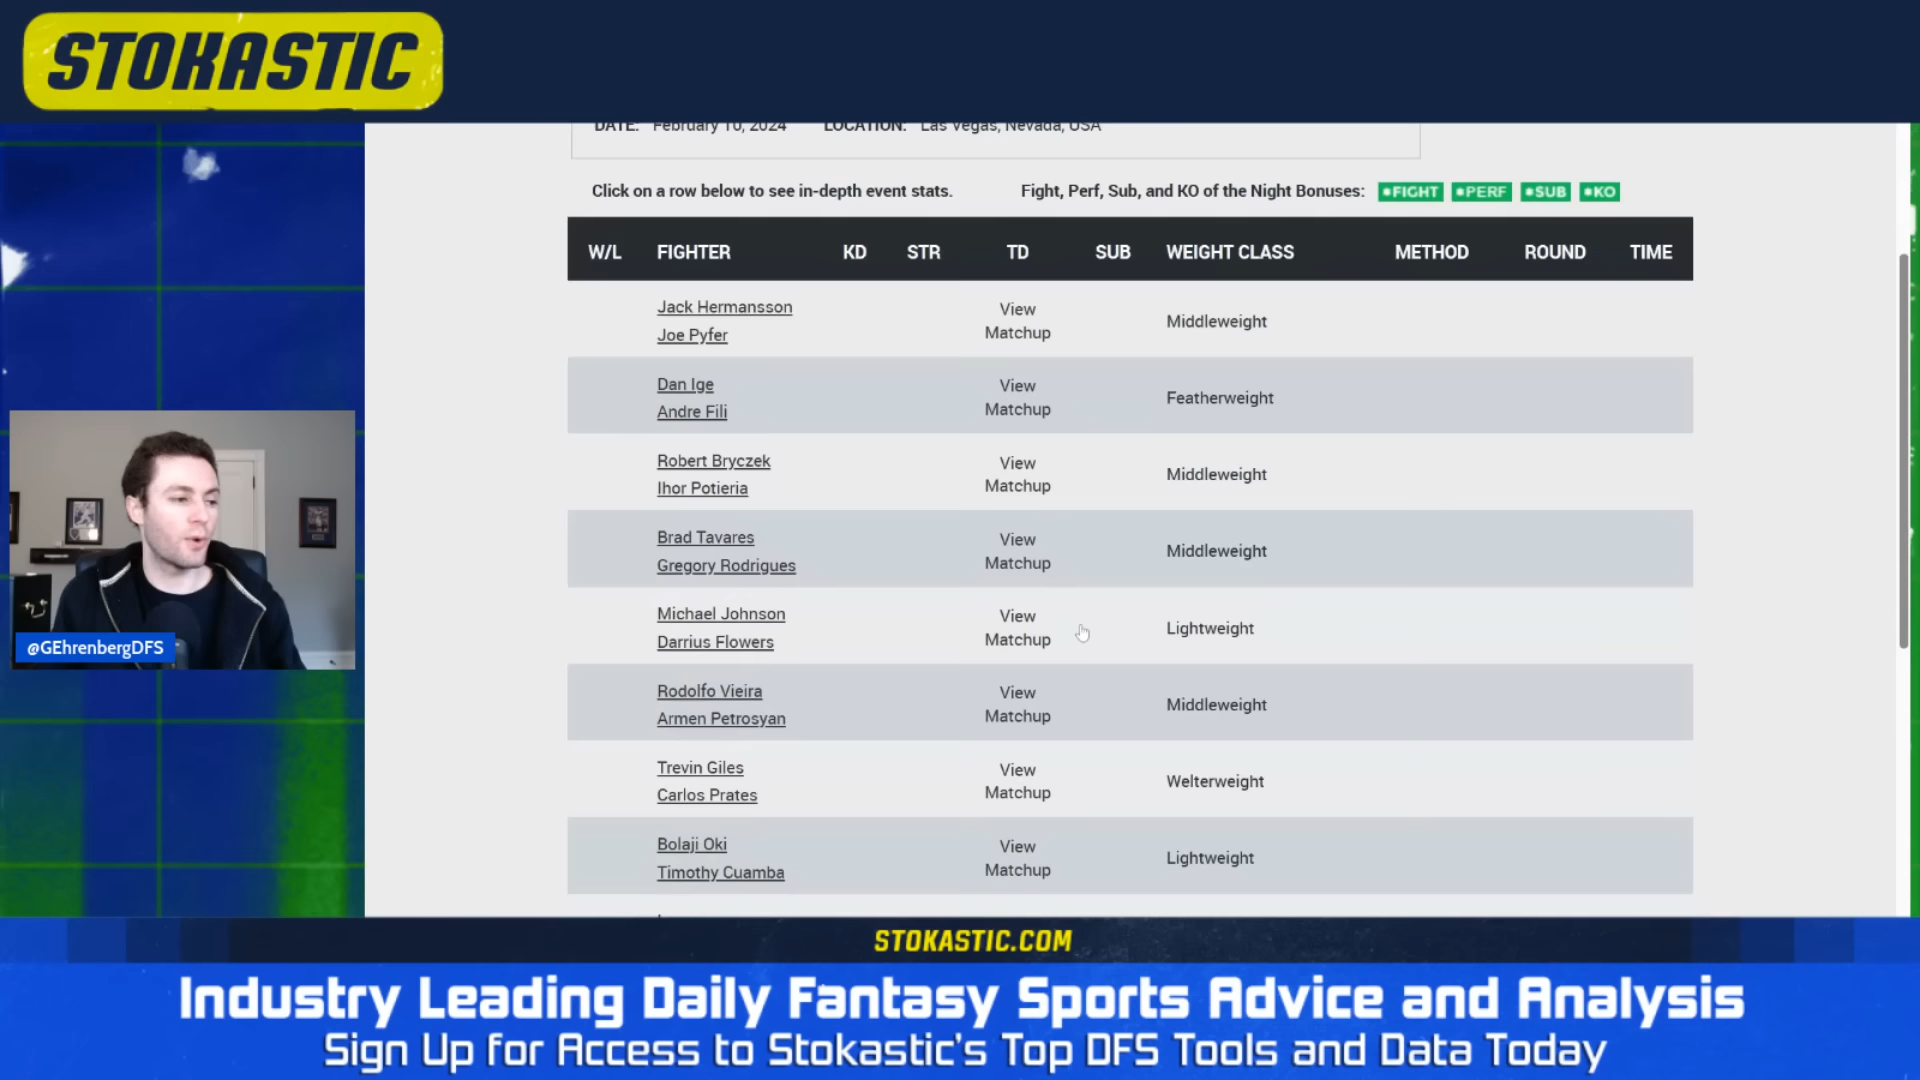 STOKASTIC
DATE: February 10, 2024 LOCATION: Las Vegas, Nevada, USA
Click on a row below to see in-depth event stats. Fight, Perf, Sub, and KO of the Night Bonuses: FIGHT PERF SUB KO
W/L FIGHTER KD STR TD SUB WEIGHT CLASS METHOD ROUND TIME
Jack Hermansson
Joe Pyfer
View
Matchup
Middleweight
Dan Ige
Andre Fili
View
Matchup
Featherweight
Robert Bryczek
Ihor Potieria
View
Matchup
Middleweight
Brad Tavares
Gregory Rodrigues
View
Matchup
Middleweight
Michael Johnson
Darrius Flowers
View
Matchup
Lightweight
Rodolfo Vieira
Armen Petrosyan
View
Matchup
Middleweight
Trevin Giles
Carlos Prates
View
Matchup
Welterweight
Bolaji Oki
Timothy Cuamba
View
Matchup
Lightweight
@GEhrenbergDFS
STOKASTIC.COM
Industry Leading Daily Fantasy Sports Advice and Analysis
Sign Up for Access to Stokastic's Top DFS Tools and Data Today